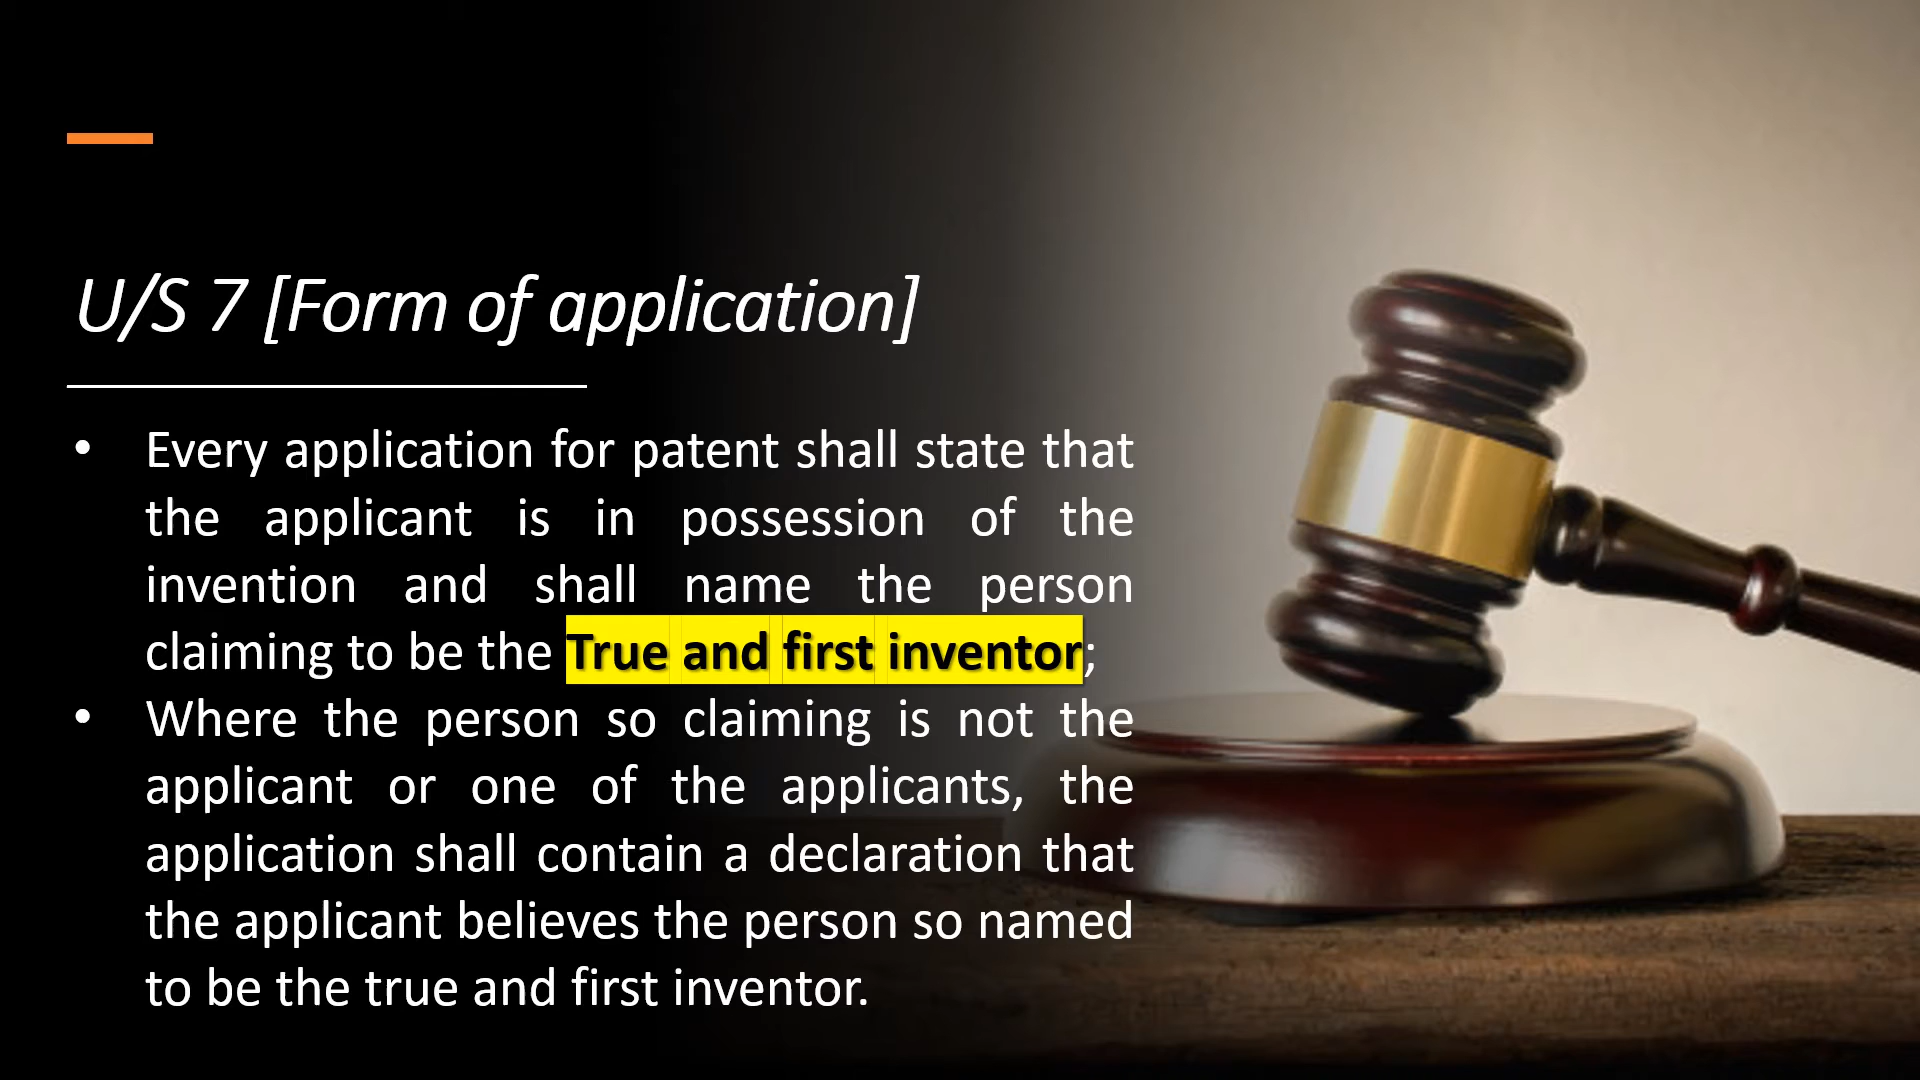 U/S 7 [Form of application]
• Every application for patent shall state that
the applicant is in possession of the
invention and shall name the person
claiming to be the True and first inventor;
• Where the person so claiming is not the
applicant or one of the applicants, the
application shall contain a declaration that
the applicant believes the person so named
to be the true and first inventor.